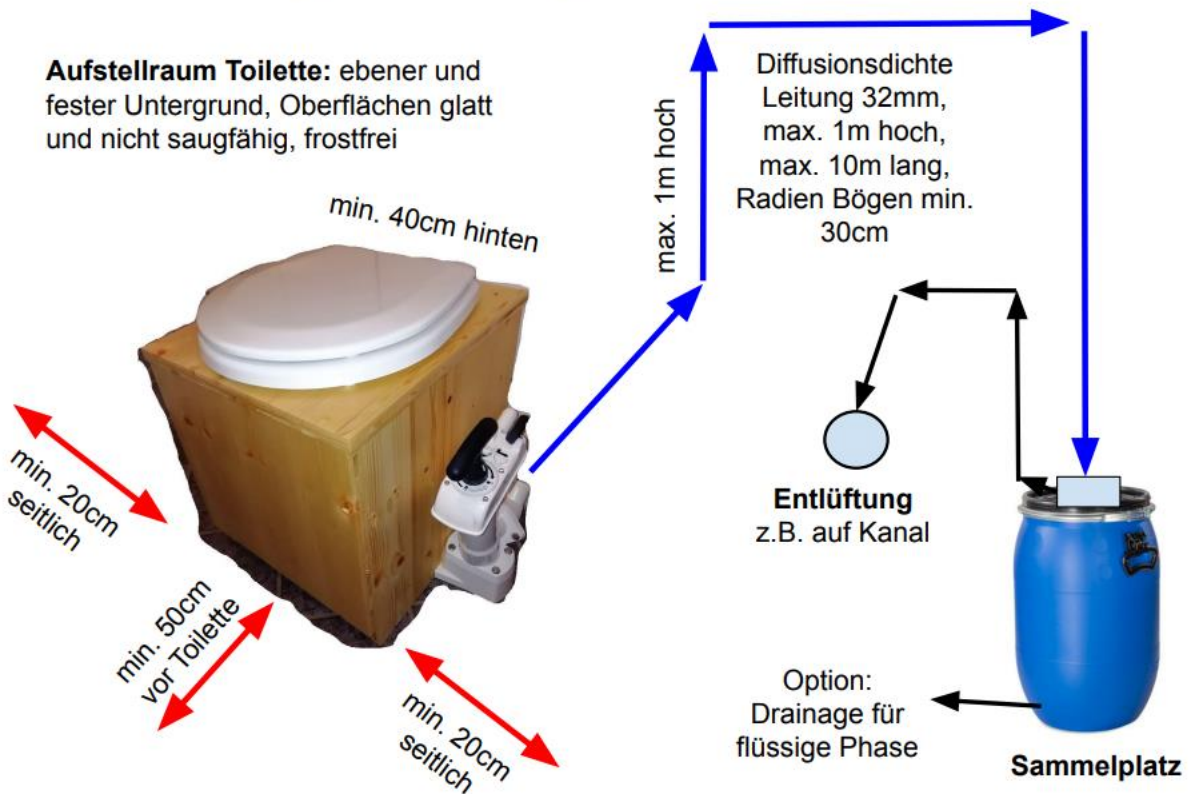 Aufstellraum Toilette: ebener und
fester Untergrund, Oberflächen glatt
und nicht saugfähig, frostfrei
min. 40cm hinten
max. 1m hoch
Diffusionsdichte
Leitung 32mm,
max. 1m hoch,
max. 10m lang,
Radien Bögen min.
30cm
min. 20cm
seitlich
min. 50cm
vor Toilette
min. 20cm
seitlich
Entlüftung
z.B. auf Kanal
Option:
Drainage für
flüssige Phase
Sammelplatz